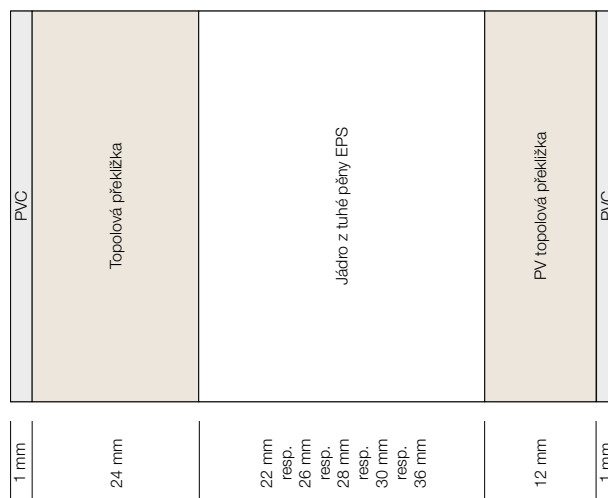 PVC
Topolová překližka
Jádro z tuhé pěny EPS
PV topolová překližka
PVC
1 mm
24 mm
22 mm
resp.
26 mm
resp.
28 mm
resp.
30 mm
resp.
36 mm
12 mm
1 mm